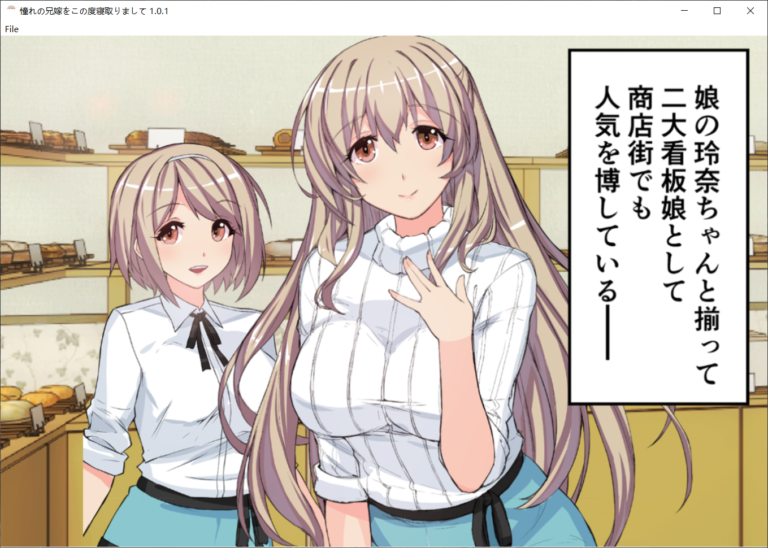 憧れの兄嫁をこの度寝取りまして 1.0.1
File
娘の玲奈ちゃんと揃って
二大看板娘として
商店街でも
人気を博している――